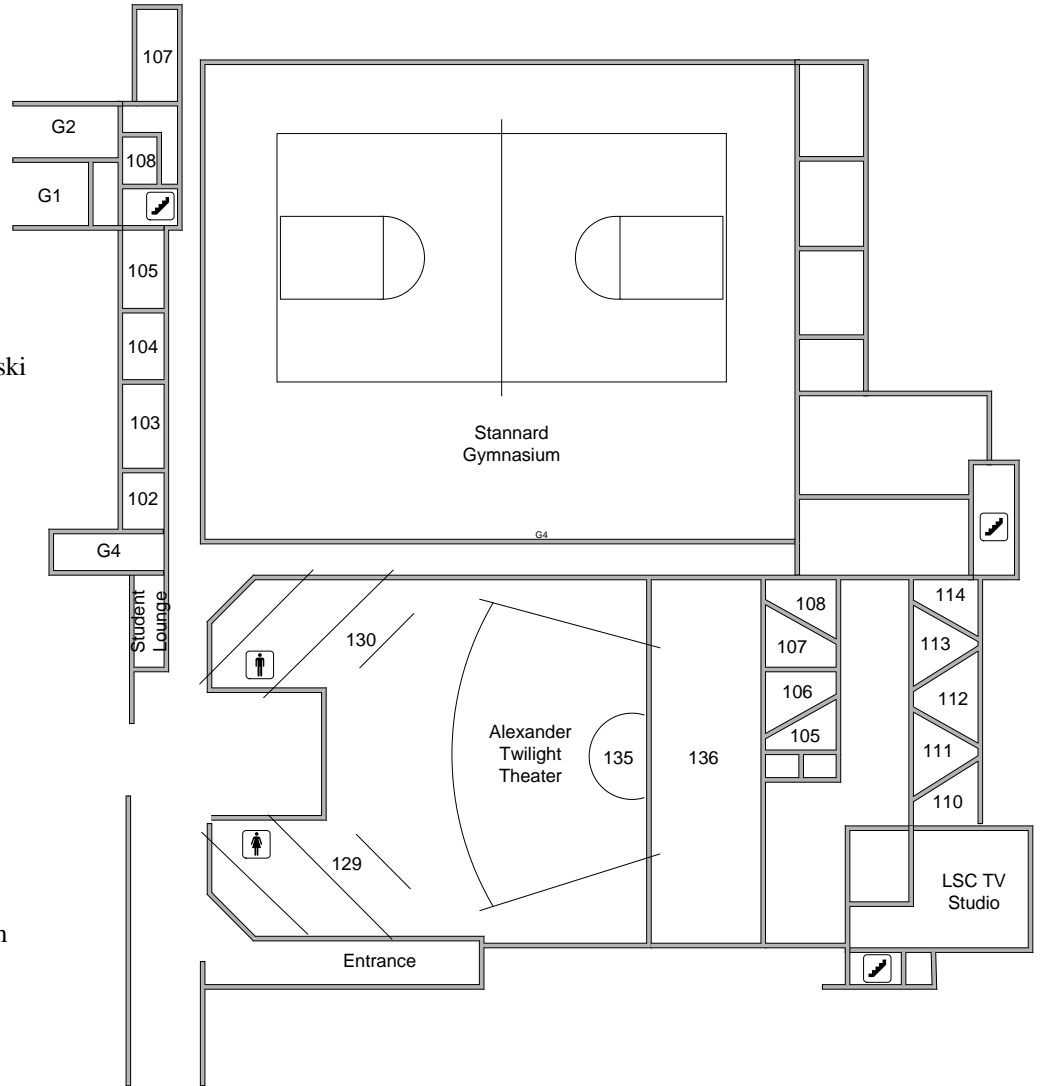 107
G2
108
G1
105
104
ski
103
Stannard
Gymnasium
102
G4
G4
Student
Lounge
130
108
107
106
105
114
113
112
111
110
Alexander
Twilight
Theater
135
136
129
LSC TV
Studio
n
Entrance